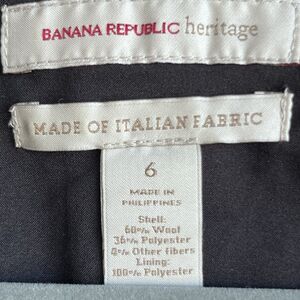 BANANA REPUBLIC heritage
MADE OF ITALIAN FABRIC
6
MADE IN
PHILIPPINES
Shell:
60% Wool
36% Polyester
4% Other fibers
Lining:
100% Polyester